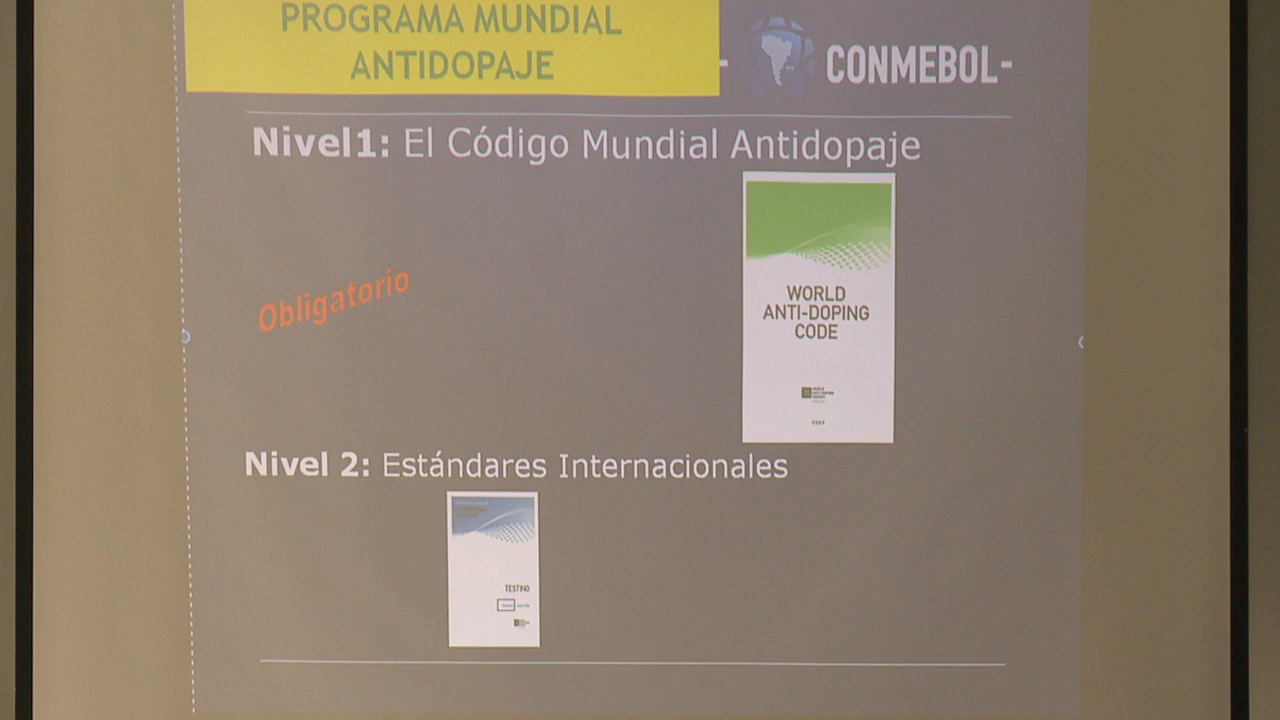 PROGRAMA MUNDIAL
ANTIDOPAJE
-CONMEBOL-
Nivel1: El Código Mundial Antidopaje
Obligatorio
WORLD
ANTI-DOPING
CODE
Nivel 2: Estándares Internacionales
TESTING